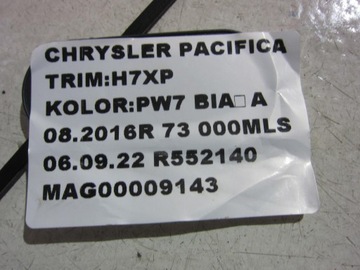 CHRYSLER PACIFICA
TRIM:H7XP
KOLOR:PW7 BIA□ A
08.2016R 73 000MLS
06.09.22 R552140
MAG00009143